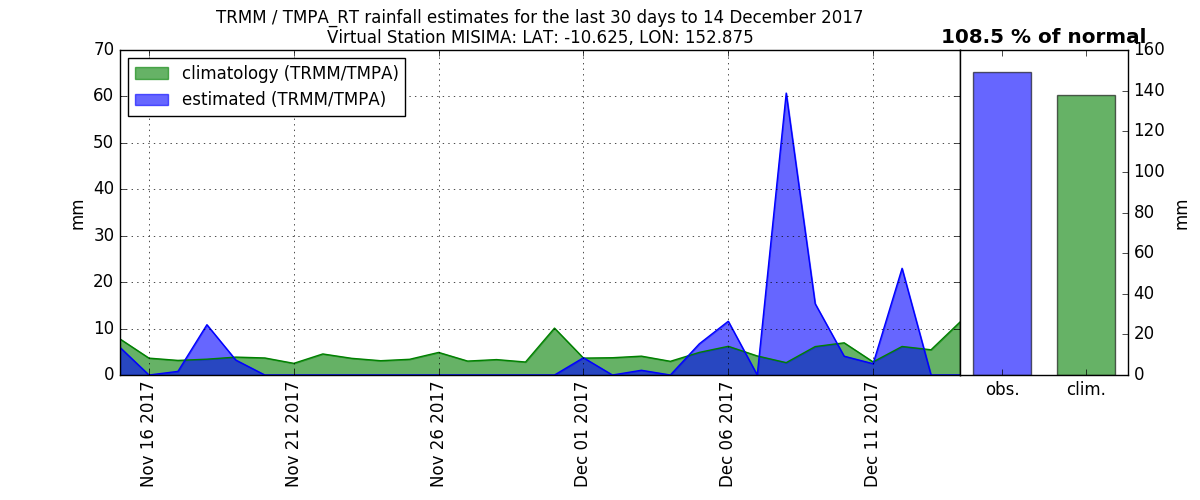 TRMM / TMPA_RT rainfall estimates for the last 30 days to 14 December 2017
Virtual Station MISIMA: LAT: -10.625, LON: 152.875
108.5 % of normal
climatology (TRMM/TMPA)
estimated (TRMM/TMPA)
mm
70
60
50
40
30
20
10
0
Nov 16 2017
Nov 21 2017
Nov 26 2017
Dec 01 2017
Dec 06 2017
Dec 11 2017
obs.
clim.
160
140
120
100
80
60
40
20
0
mm